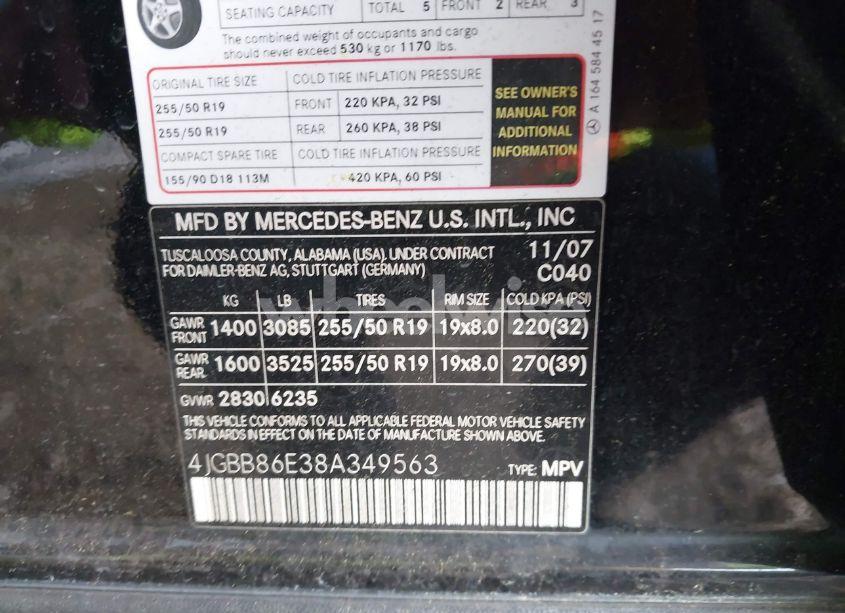 SEATING CAPACITY TOTAL 5 FRONT 2 REAR 3
The combined weight of occupants and cargo
should never exceed 530 kg or 1170 lbs.
ORIGINAL TIRE SIZE COLD TIRE INFLATION PRESSURE
255/50 R19 FRONT 220 KPA, 32 PSI
255/50 R19 REAR 260 KPA, 38 PSI
COMPACT SPARE TIRE COLD TIRE INFLATION PRESSURE
155/90 D18 113M 420 KPA, 60 PSI
SEE OWNER'S
MANUAL FOR
ADDITIONAL
INFORMATION
A 164 584 45 17
MFD BY MERCEDES-BENZ U.S. INTL., INC
TUSCALOOSA COUNTY, ALABAMA (USA). UNDER CONTRACT 11/07
FOR DAIMLER-BENZ AG, STUTTGART (GERMANY) C040
KG LB TIRES RIM SIZE COLD KPA (PSI)
GAWR FRONT 1400 3085 255/50 R19 19x8.0 220(32)
GAWR REAR 1600 3525 255/50 R19 19x8.0 270(39)
GVWR 2830 6235
THIS VEHICLE CONFORMS TO ALL APPLICABLE FEDERAL MOTOR VEHICLE SAFETY
STANDARDS IN EFFECT ON THE DATE OF MANUFACTURE SHOWN ABOVE.
4JGBB86E38A349563 TYPE: MPV